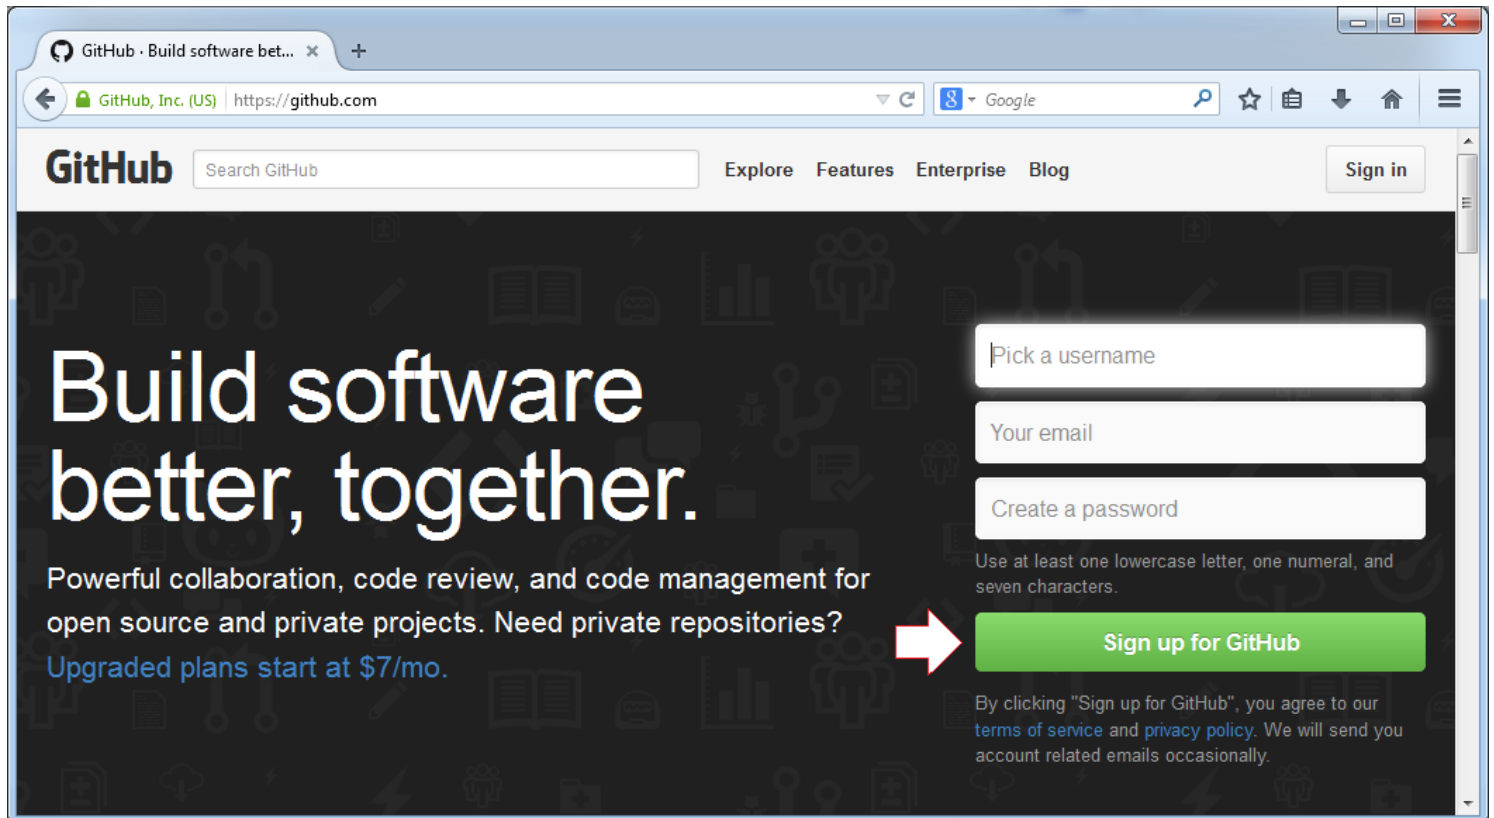 GitHub · Build software bet...
GitHub, Inc. (US) https://github.com
8 Google
GitHub Search GitHub Explore Features Enterprise Blog Sign in
Build software
better, together.
Powerful collaboration, code review, and code management for
open source and private projects. Need private repositories?
Upgraded plans start at $7/mo.
Pick a username
Your email
Create a password
Use at least one lowercase letter, one numeral, and
seven characters.
Sign up for GitHub
By clicking "Sign up for GitHub", you agree to our
terms of service and privacy policy. We will send you
account related emails occasionally.